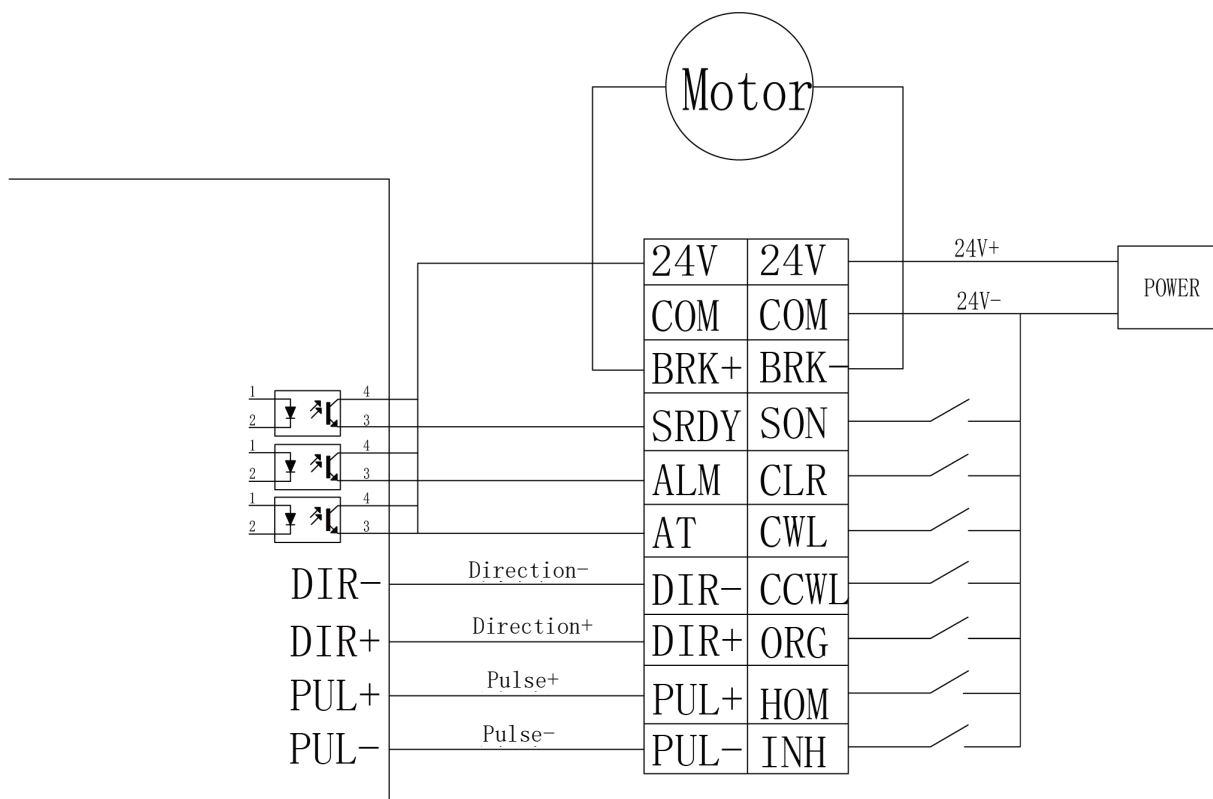 Motor
24V 24V 24V+
POWER
COM COM 24V-
BRK+ BRK-
1 4
2 3 SRDY SON
1 4
2 3 ALM CLR
1 4
2 3 AT CWL
DIR- Direction- DIR- CCWL
DIR+ Direction+ DIR+ ORG
PUL+ Pulse+ PUL+ HOM
PUL- Pulse- PUL- INH